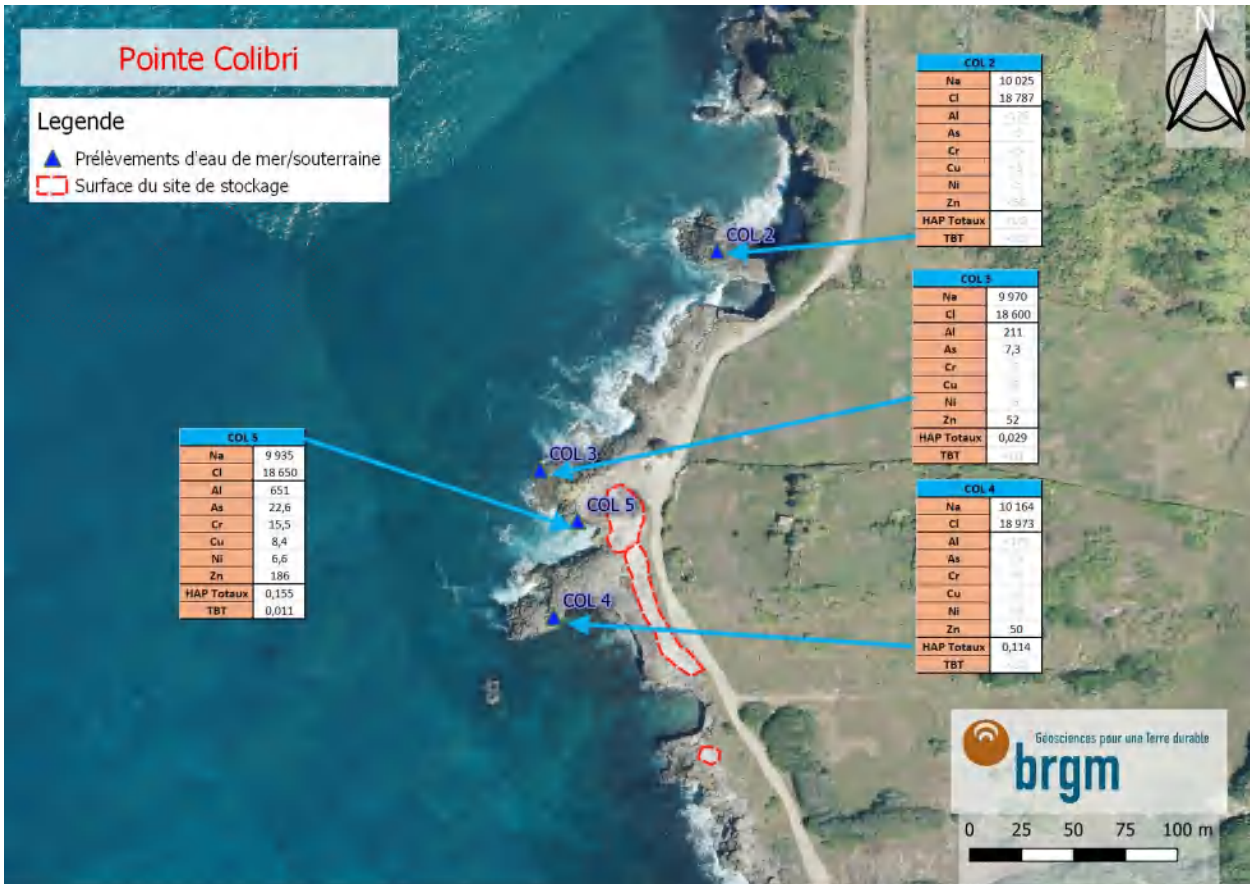 Pointe Colibri
N
Legende
Prélèvements d'eau de mer/souterraine
Surface du site de stockage
COL 2
Na 10 025
Cl 18 787
Al
As
Cr
Cu
Ni
Zn
HAP Totaux
TBT
COL 2
COL 3
Na 9 970
Cl 18 600
Al 211
As 7,3
Cr
Cu
Ni
Zn 52
HAP Totaux 0,029
TBT
COL 3
COL 5
Na 9 935
Cl 18 650
Al 651
As 22,6
Cr 15,5
Cu 8,4
Ni 6,6
Zn 186
HAP Totaux 0,155
TBT 0,011
COL 5
COL 4
Na 10 164
Cl 18 973
Al
As
Cr
Cu
Ni
Zn 50
HAP Totaux 0,114
TBT
COL 4
Géosciences pour une Terre durable
brgm
0 25 50 75 100 m